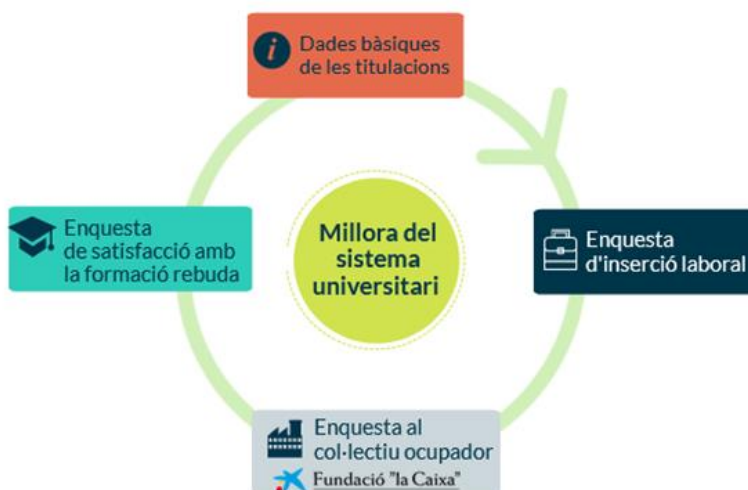 Dades bàsiques
de les titulacions
Enquesta
de satisfacció amb
la formació rebuda
Millora del
sistema
universitari
Enquesta
d'inserció laboral
Enquesta al
col·lectiu ocupador
Fundació "la Caixa"